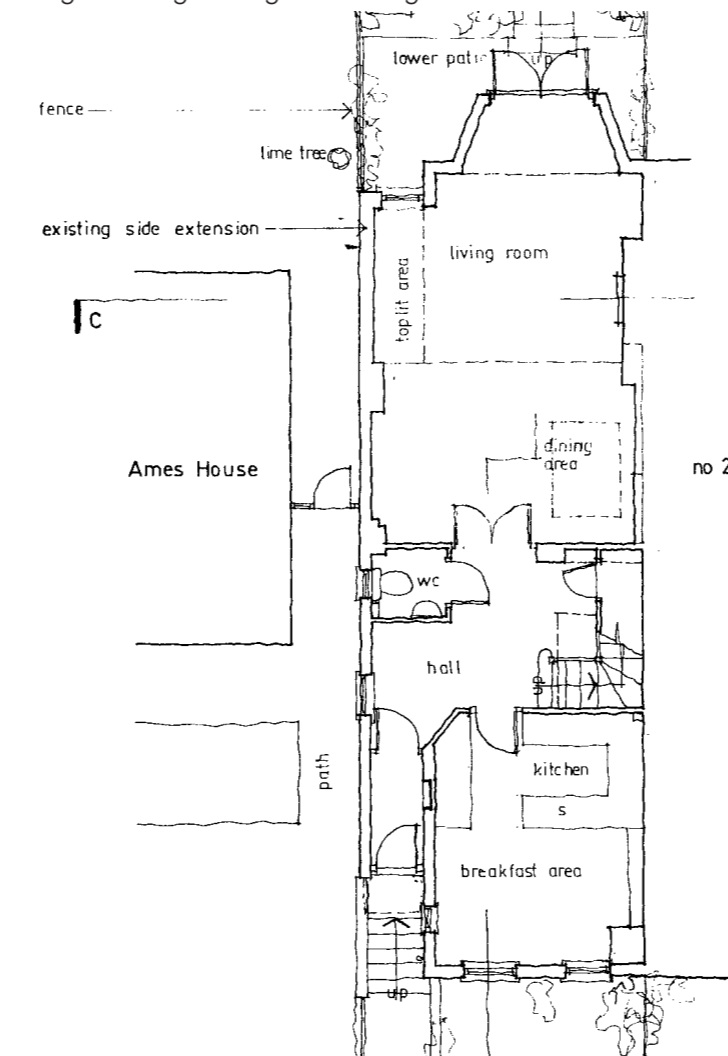 lower patio
up
fence
lime tree
existing side extension
living room
toplit area
C
Ames House
dining
area
no 2
wc
hall
up
path
kitchen
s
breakfast area
up